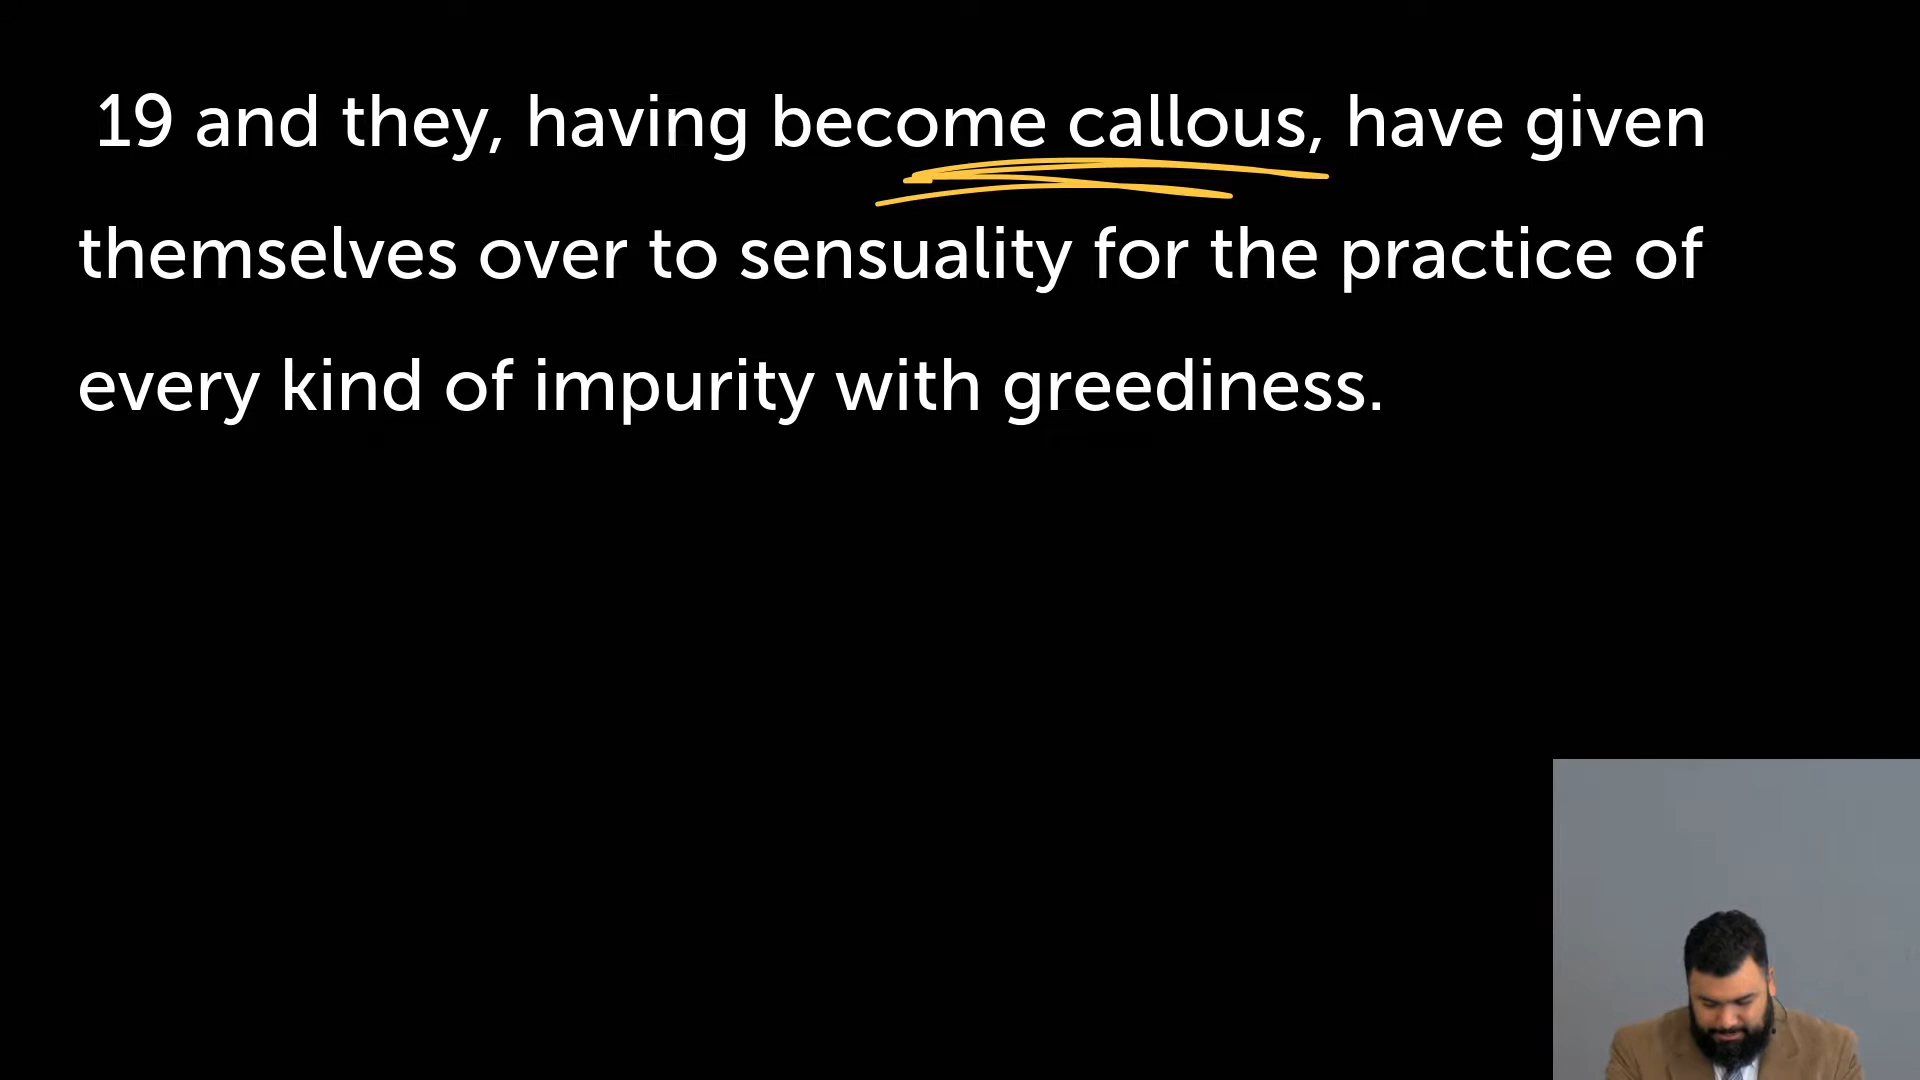 19 and they, having become callous, have given
themselves over to sensuality for the practice of
every kind of impurity with greediness.